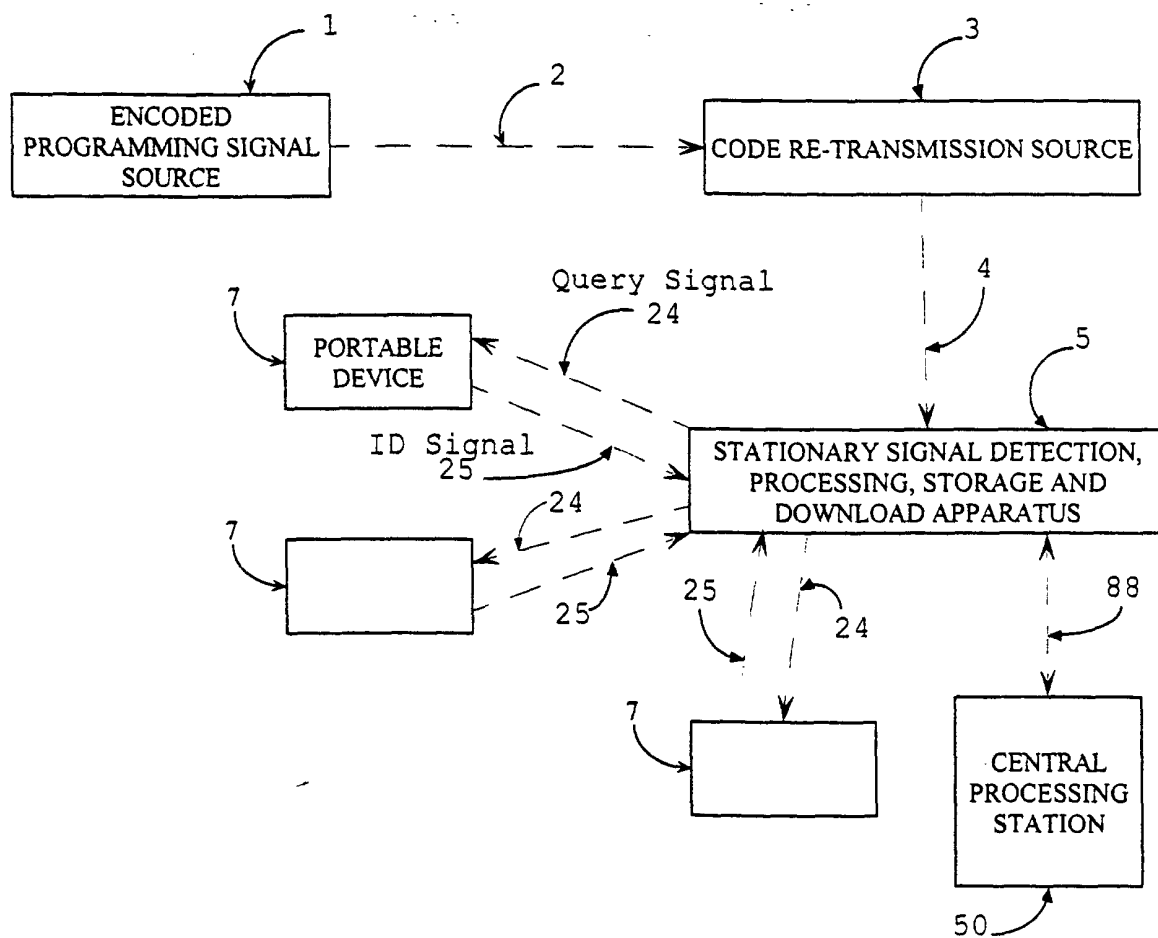 1
2
3
ENCODED
PROGRAMMING SIGNAL
SOURCE
CODE RE-TRANSMISSION SOURCE
4
Query Signal
24
7
PORTABLE
DEVICE
5
ID Signal
25
STATIONARY SIGNAL DETECTION,
PROCESSING, STORAGE AND
DOWNLOAD APPARATUS
24
7
25
25
24
88
7
CENTRAL
PROCESSING
STATION
50